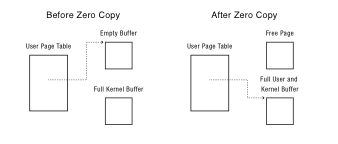 Before Zero Copy
After Zero Copy
Empty Buffer
User Page Table
Full Kernel Buffer
Free Page
User Page Table
Full User and
Kernel Buffer